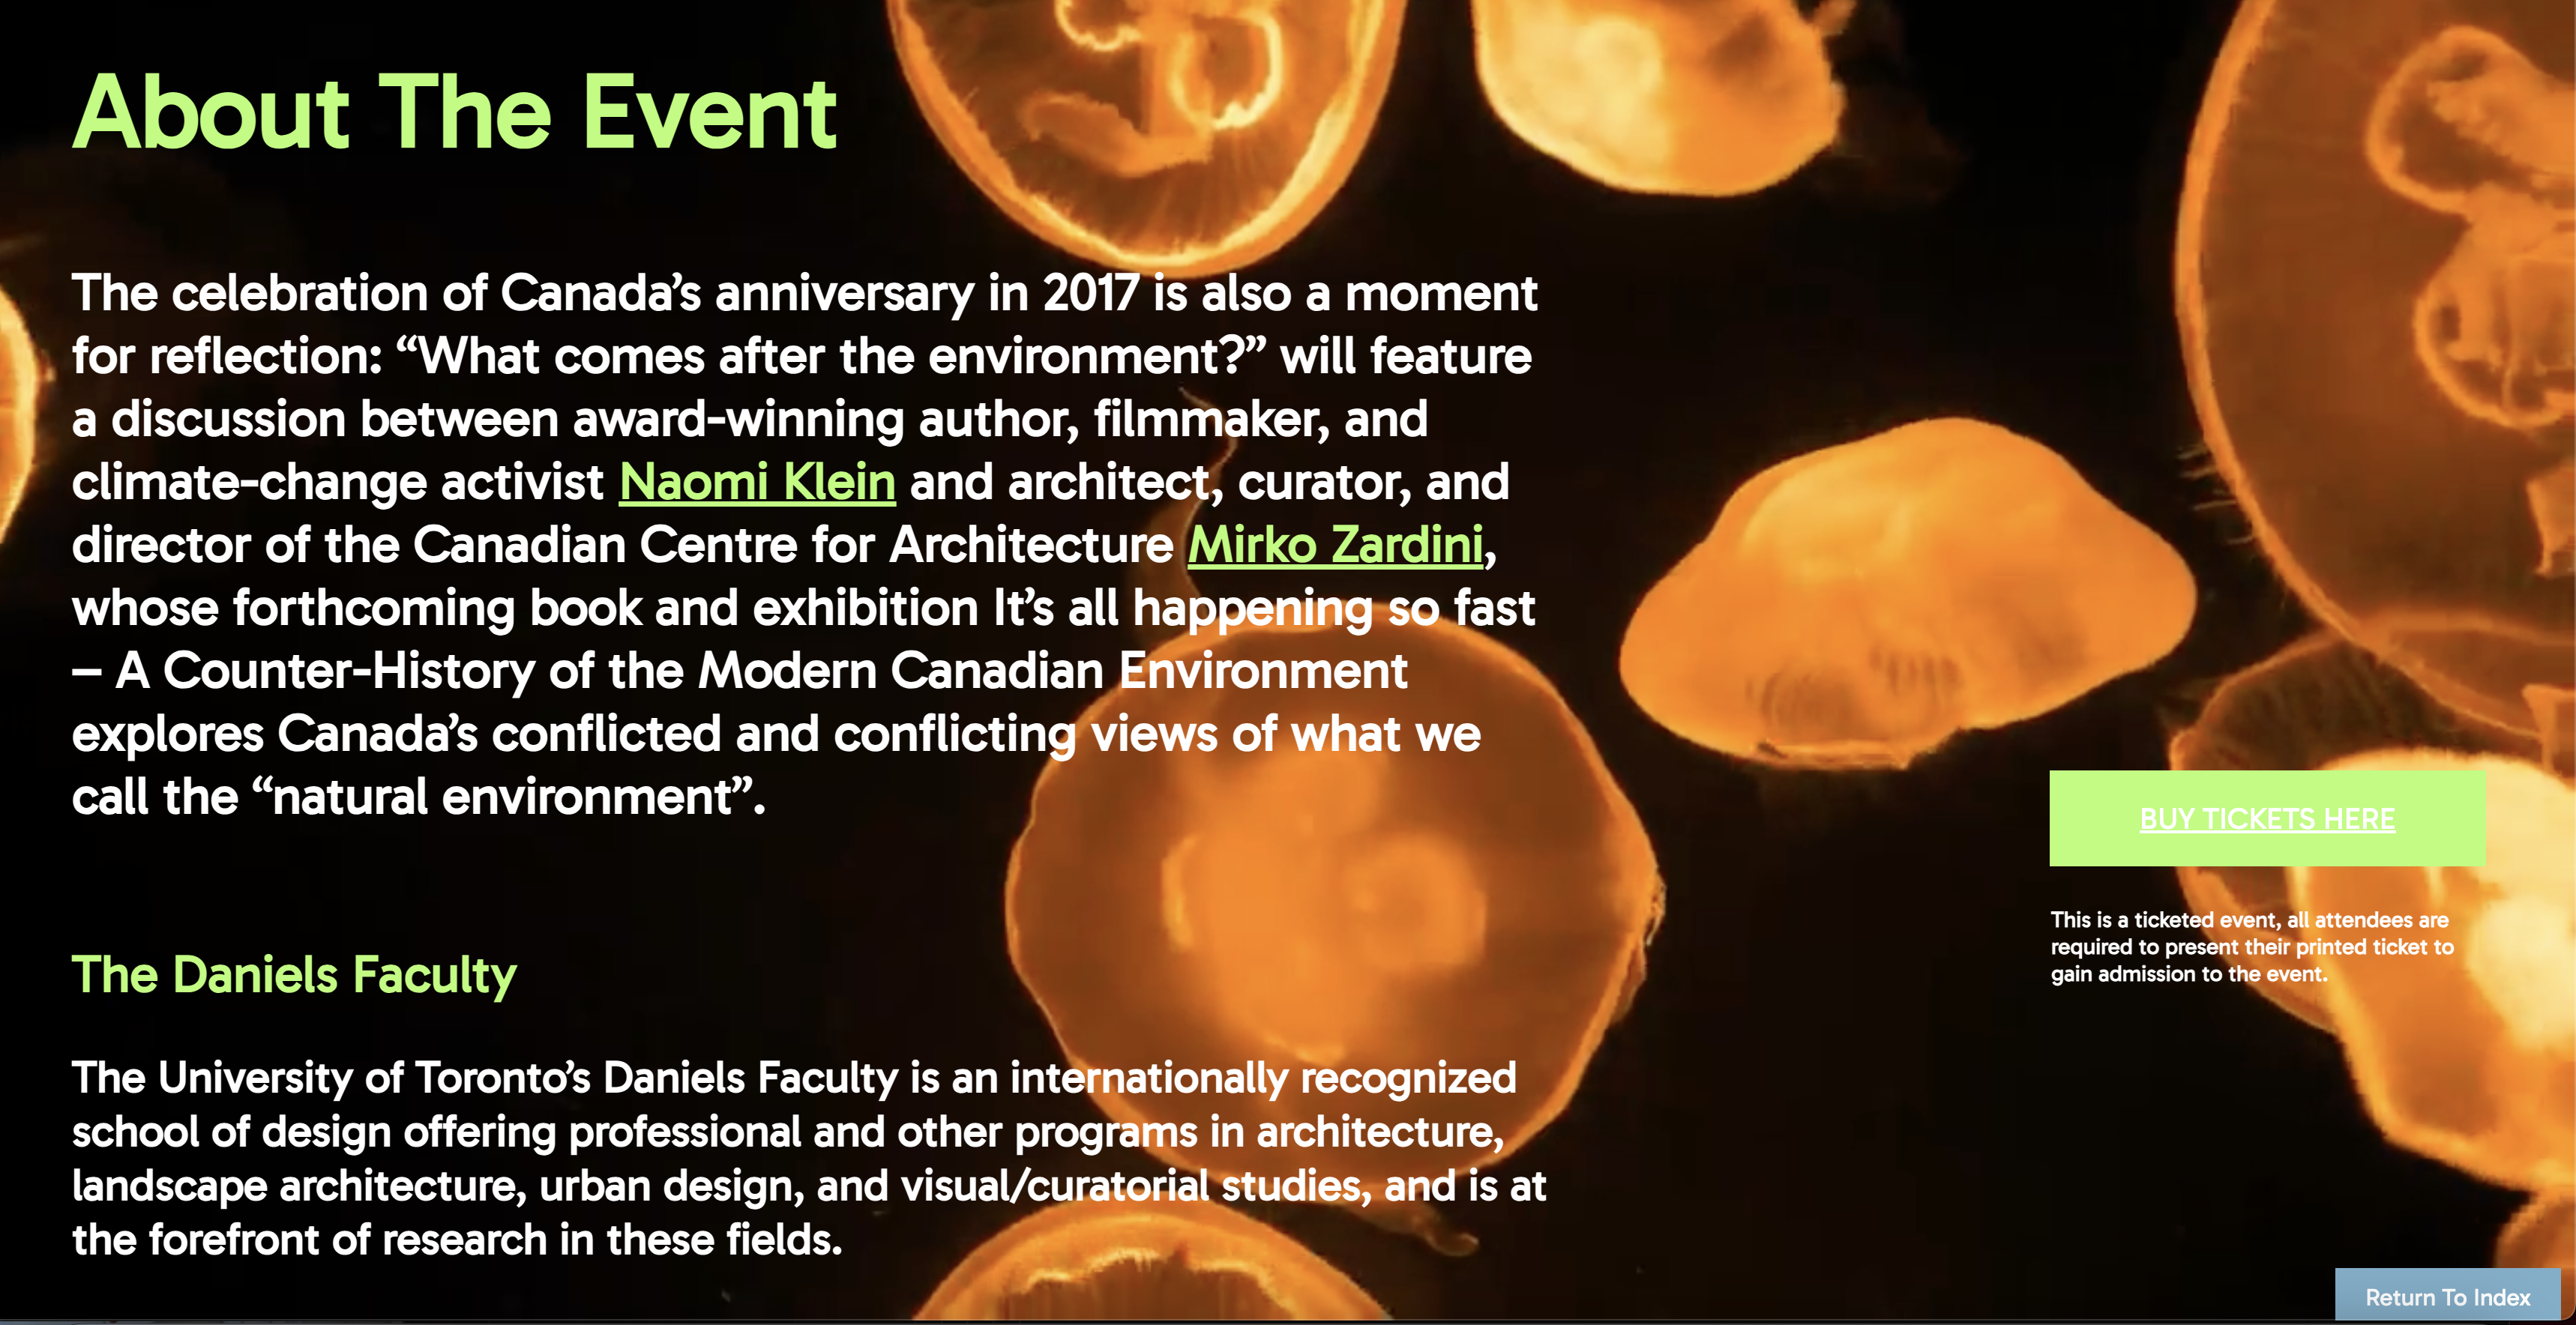 About The Event
The celebration of Canada’s anniversary in 2017 is also a moment
for reflection: “What comes after the environment?” will feature
a discussion between award-winning author, filmmaker, and
climate-change activist Naomi Klein and architect, curator, and
director of the Canadian Centre for Architecture Mirko Zardini,
whose forthcoming book and exhibition It’s all happening so fast
– A Counter-History of the Modern Canadian Environment
explores Canada’s conflicted and conflicting views of what we
call the “natural environment”.
The Daniels Faculty
The University of Toronto’s Daniels Faculty is an internationally recognized
school of design offering professional and other programs in architecture,
landscape architecture, urban design, and visual/curatorial studies, and is at
the forefront of research in these fields.
BUY TICKETS HERE
This is a ticketed event, all attendees are
required to present their printed ticket to
gain admission to the event.
Return To Index